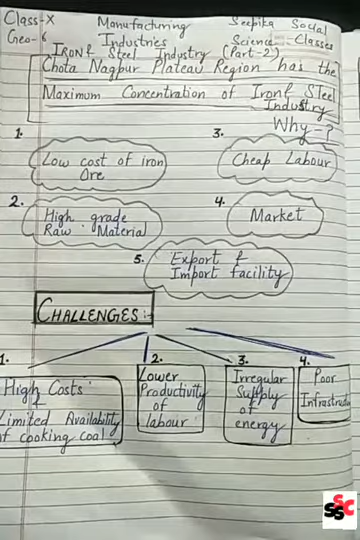 Class-X
Manufacturing
Seepika Social
Geo-6
Industries
Science Classes
IRON & Steel Industry (Part-2)
Chota Nagpur Plateau Region has the
Maximum Concentration of Iron & Steel
Industry
Why-?
1.
Low cost of iron
Ore
3.
Cheap Labour
2.
High grade
Raw Material
4.
Market
5.
Export &
Import facility
CHALLENGES:-
1.
High Costs
Limited Availability
of cooking coal
2.
Lower
Productivity
of
labour
3.
Irregular
Supply
of
energy
4.
Poor
SSC